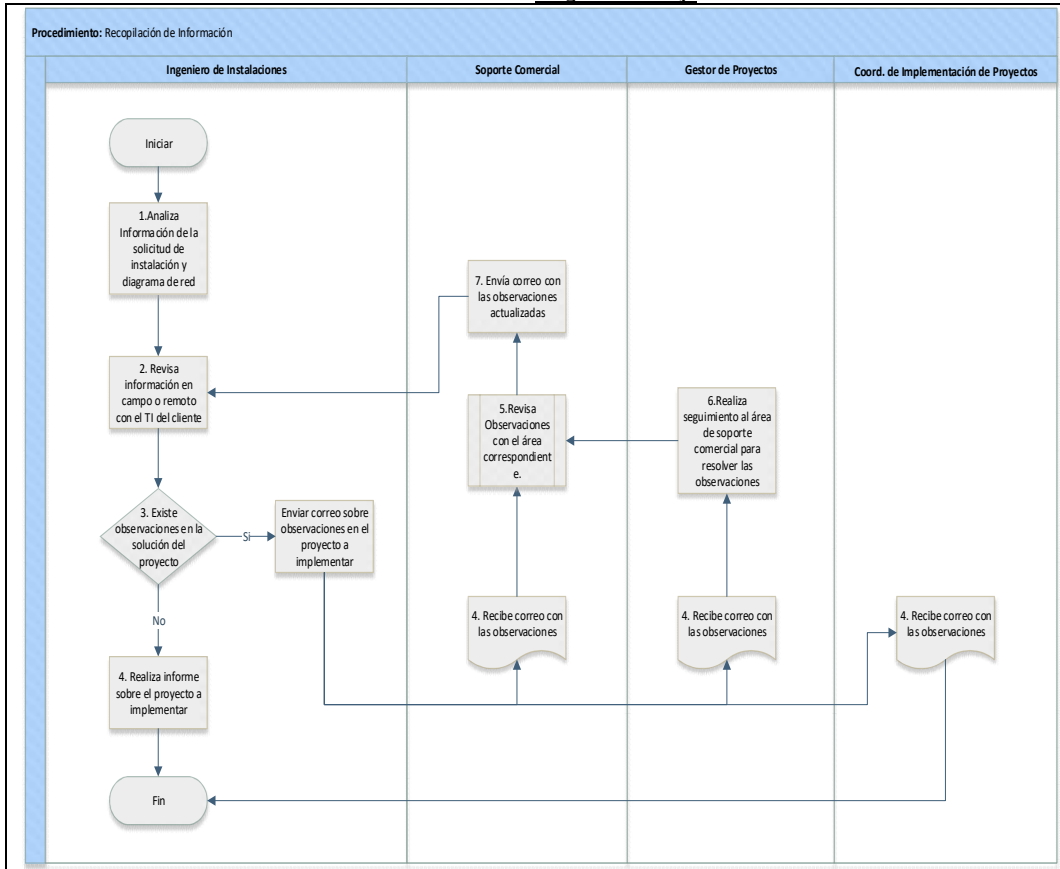 Procedimiento: Recopilación de Información
Ingeniero de Instalaciones
Soporte Comercial
Gestor de Proyectos
Coord. de Implementación de Proyectos
Iniciar
1.Analiza
Información de la
solicitud de
instalación y
diagrama de red
7. Envía correo con
las observaciones
actualizadas
2. Revisa
información en
campo o remoto
con el TI del cliente
5.Revisa
Observaciones
con el área
correspondient
e.
6.Realiza
seguimiento al área
de soporte
comercial para
resolver las
observaciones
3. Existe
observaciones en la
solución del
proyecto
Si
Enviar correo sobre
observaciones en el
proyecto a
implementar
No
4. Recibe correo con
las observaciones
4. Recibe correo con
las observaciones
4. Recibe correo con
las observaciones
4. Realiza informe
sobre el proyecto a
implementar
Fin